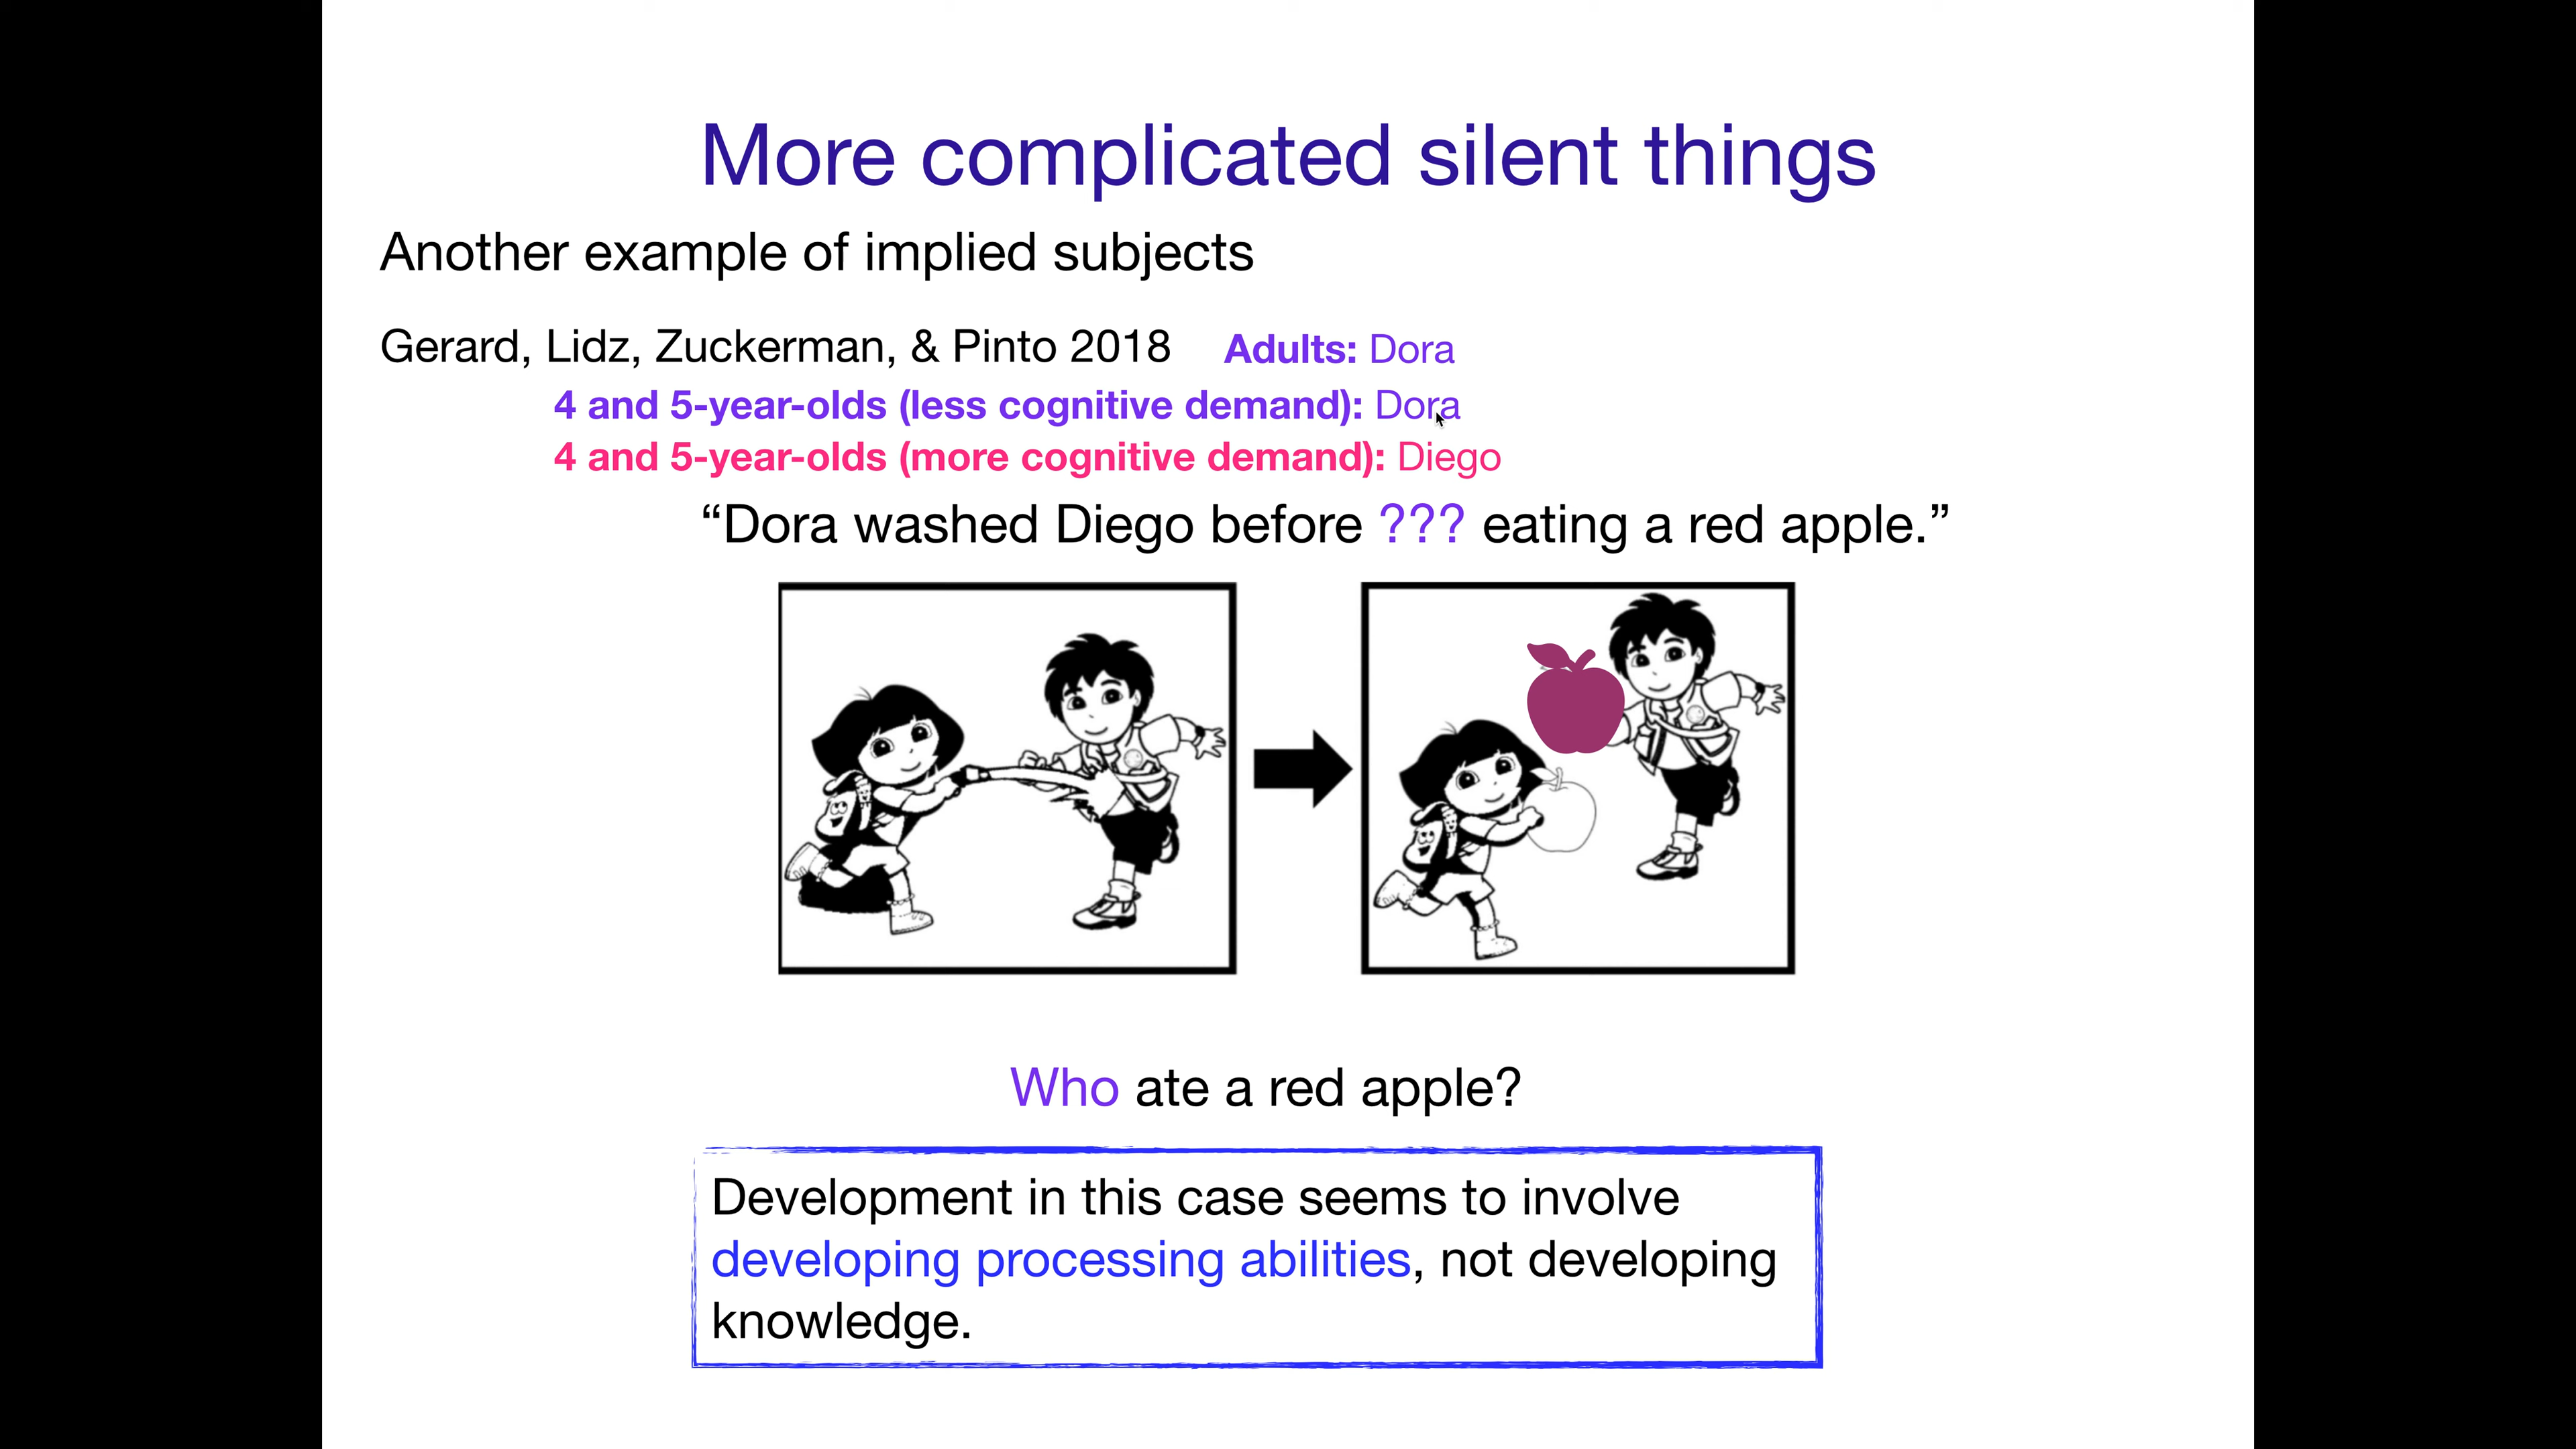 More complicated silent things
Another example of implied subjects
Gerard, Lidz, Zuckerman, & Pinto 2018 Adults: Dora
4 and 5-year-olds (less cognitive demand): Dora
4 and 5-year-olds (more cognitive demand): Diego
“Dora washed Diego before ??? eating a red apple.”
Who ate a red apple?
Development in this case seems to involve
developing processing abilities, not developing
knowledge.